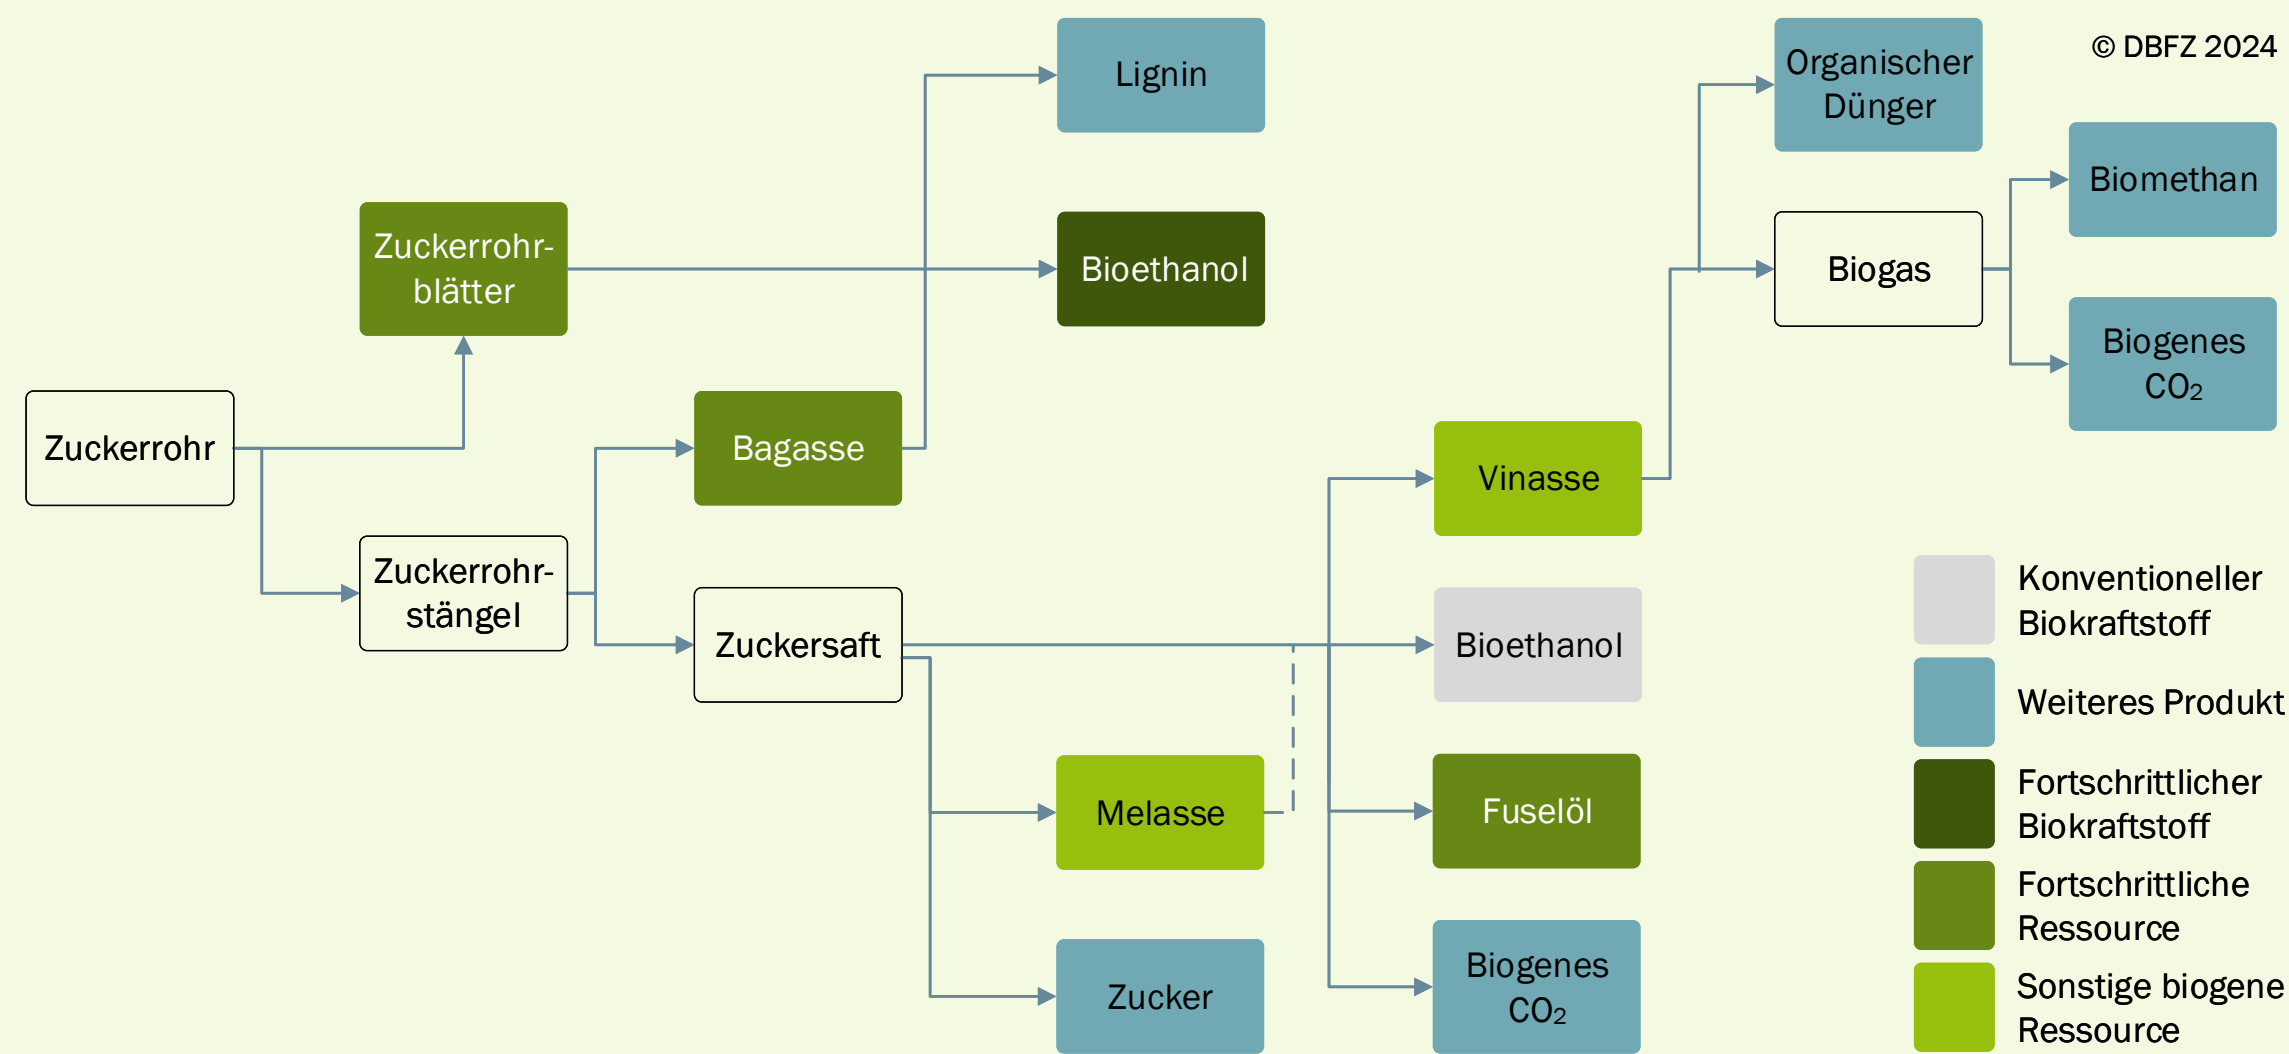 © DBFZ 2024
Lignin
Organischer
Dünger
Biomethan
Zuckerrohr-
blätter
Bioethanol
Biogas
Biogenes
CO₂
Zuckerrohr
Bagasse
Vinasse
Zuckerrohr-
stängel
Zuckersaft
Bioethanol
Melasse
Fuselöl
Zucker
Biogenes
CO₂
Konventioneller
Biokraftstoff
Weiteres Produkt
Fortschrittlicher
Biokraftstoff
Fortschrittliche
Ressource
Sonstige biogene
Ressource